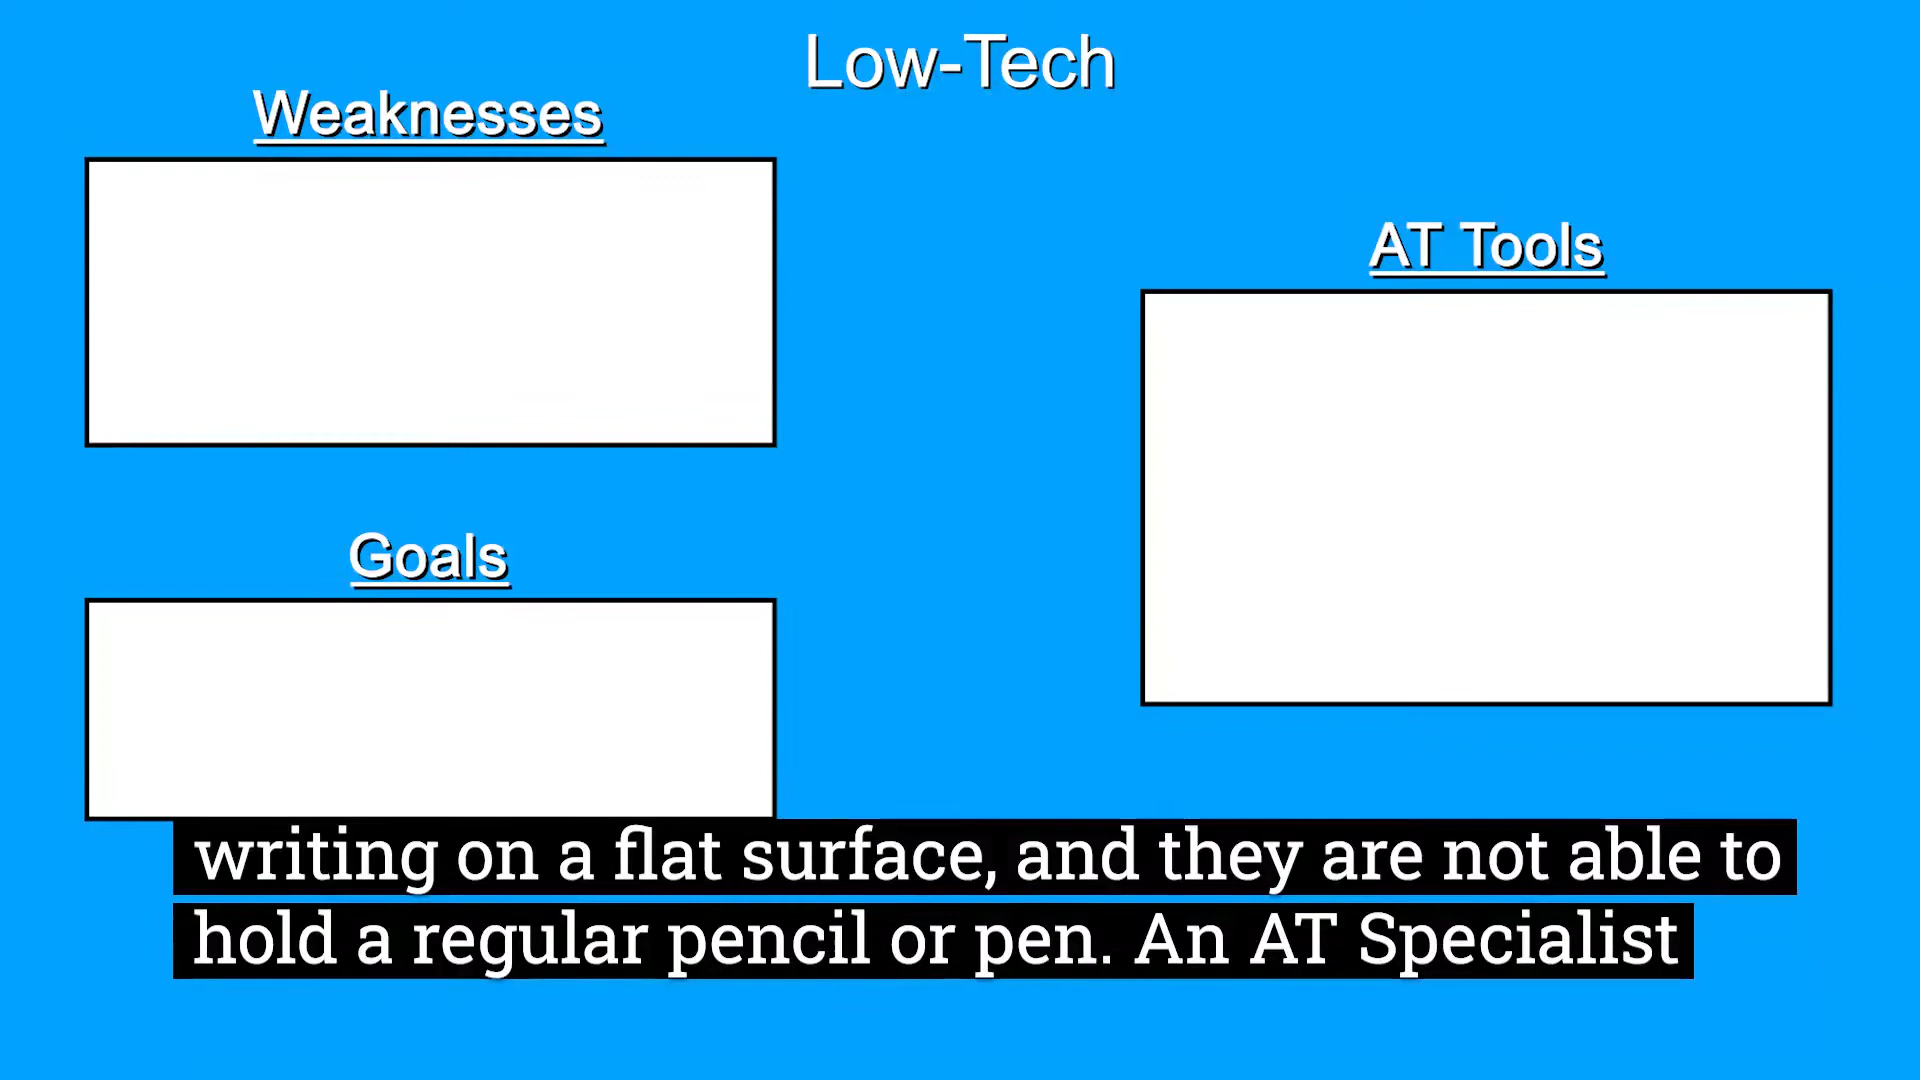 Low-Tech
Weaknesses
AT Tools
Goals
writing on a flat surface, and they are not able to
hold a regular pencil or pen. An AT Specialist